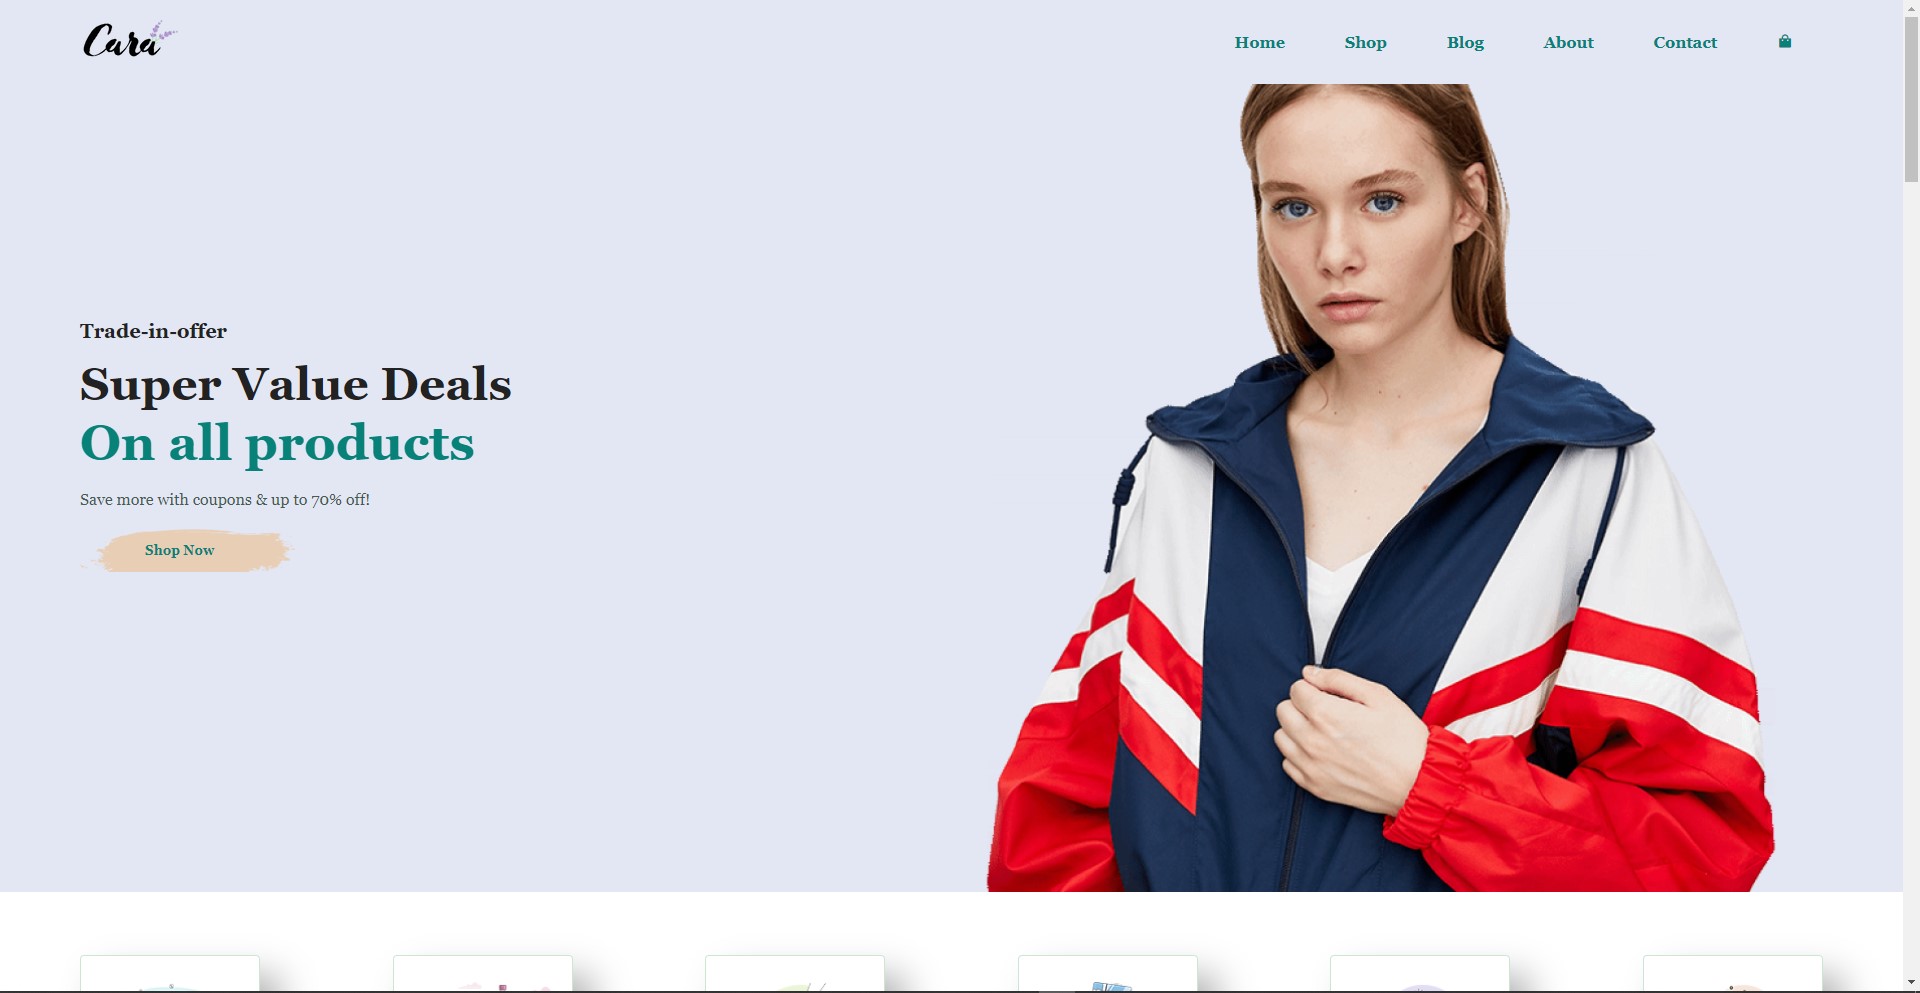 Cara
Home Shop Blog About Contact
Trade-in-offer
Super Value Deals
On all products
Save more with coupons & up to 70% off!
Shop Now